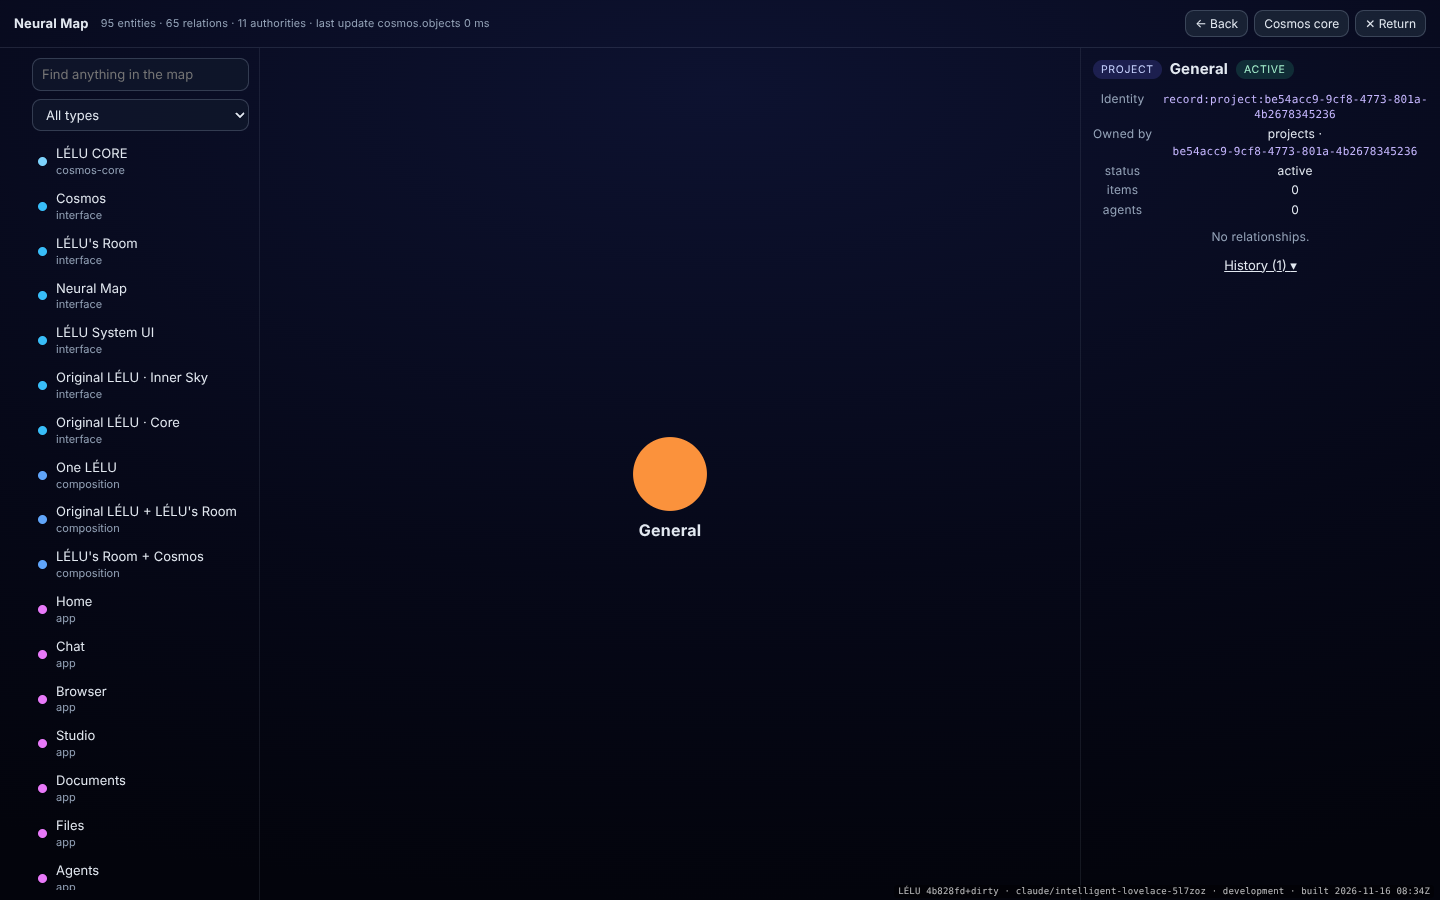 Neural Map
95 entities · 65 relations · 11 authorities · last update cosmos.objects 0 ms
← Back
Cosmos core
✕ Return
Find anything in the map
All types
LÉLU CORE
cosmos-core
Cosmos
interface
LÉLU's Room
interface
Neural Map
interface
LÉLU System UI
interface
Original LÉLU · Inner Sky
interface
Original LÉLU · Core
interface
One LÉLU
composition
Original LÉLU + LÉLU's Room
composition
LÉLU's Room + Cosmos
composition
Home
app
Chat
app
Browser
app
Studio
app
Documents
app
Files
app
Agents
app
General
PROJECT General ACTIVE
Identity record:project:be54acc9-9cf8-4773-801a-
4b2678345236
Owned by projects ·
be54acc9-9cf8-4773-801a-4b2678345236
status active
items 0
agents 0
No relationships.
History (1) ▾
LÉLU 4b828fd+dirty · claude/intelligent-lovelace-5l7zoz · development · built 2026-11-16 08:34Z